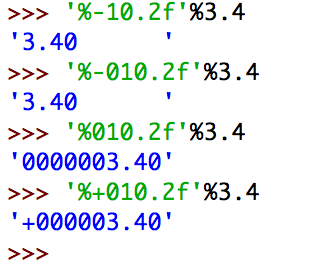 >>> '%-10.2f'%3.4
'3.40      '
>>> '%-010.2f'%3.4
'3.40      '
>>> '%010.2f'%3.4
'0000003.40'
>>> '%+010.2f'%3.4
'+000003.40'
>>>